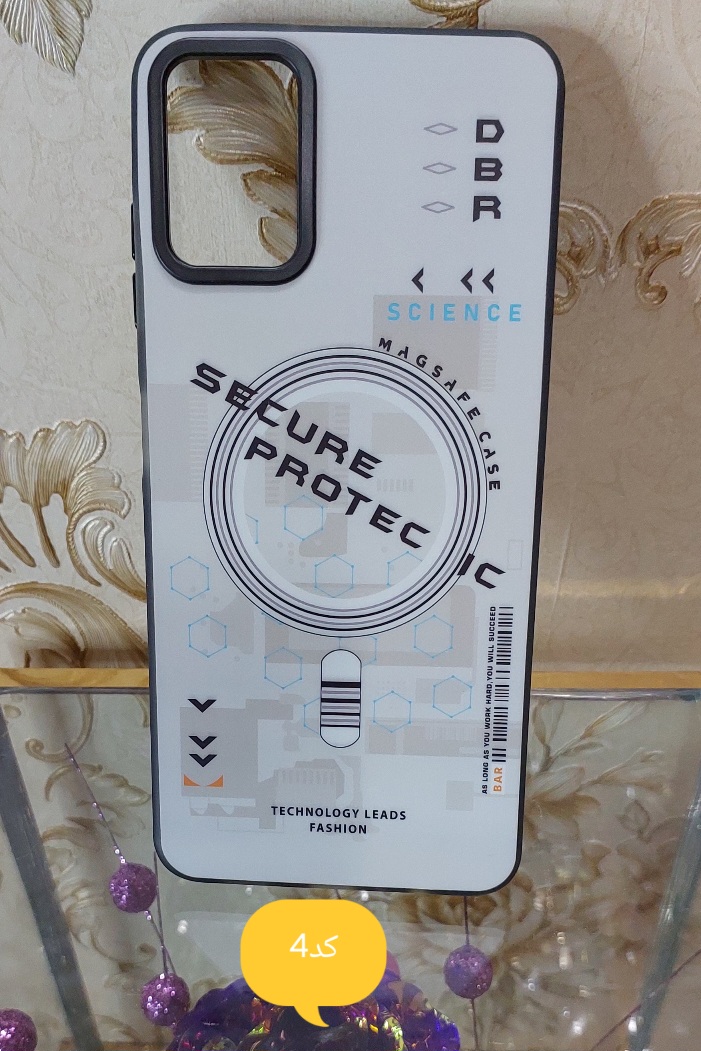 D
B
R
SCIENCE
MAGSAFE CASE
SECURE
PROTEC IC
AS LONG AS YOU WORK HARD,YOU WILL SUCCEED
BAR
TECHNOLOGY LEADS
FASHION
کد4